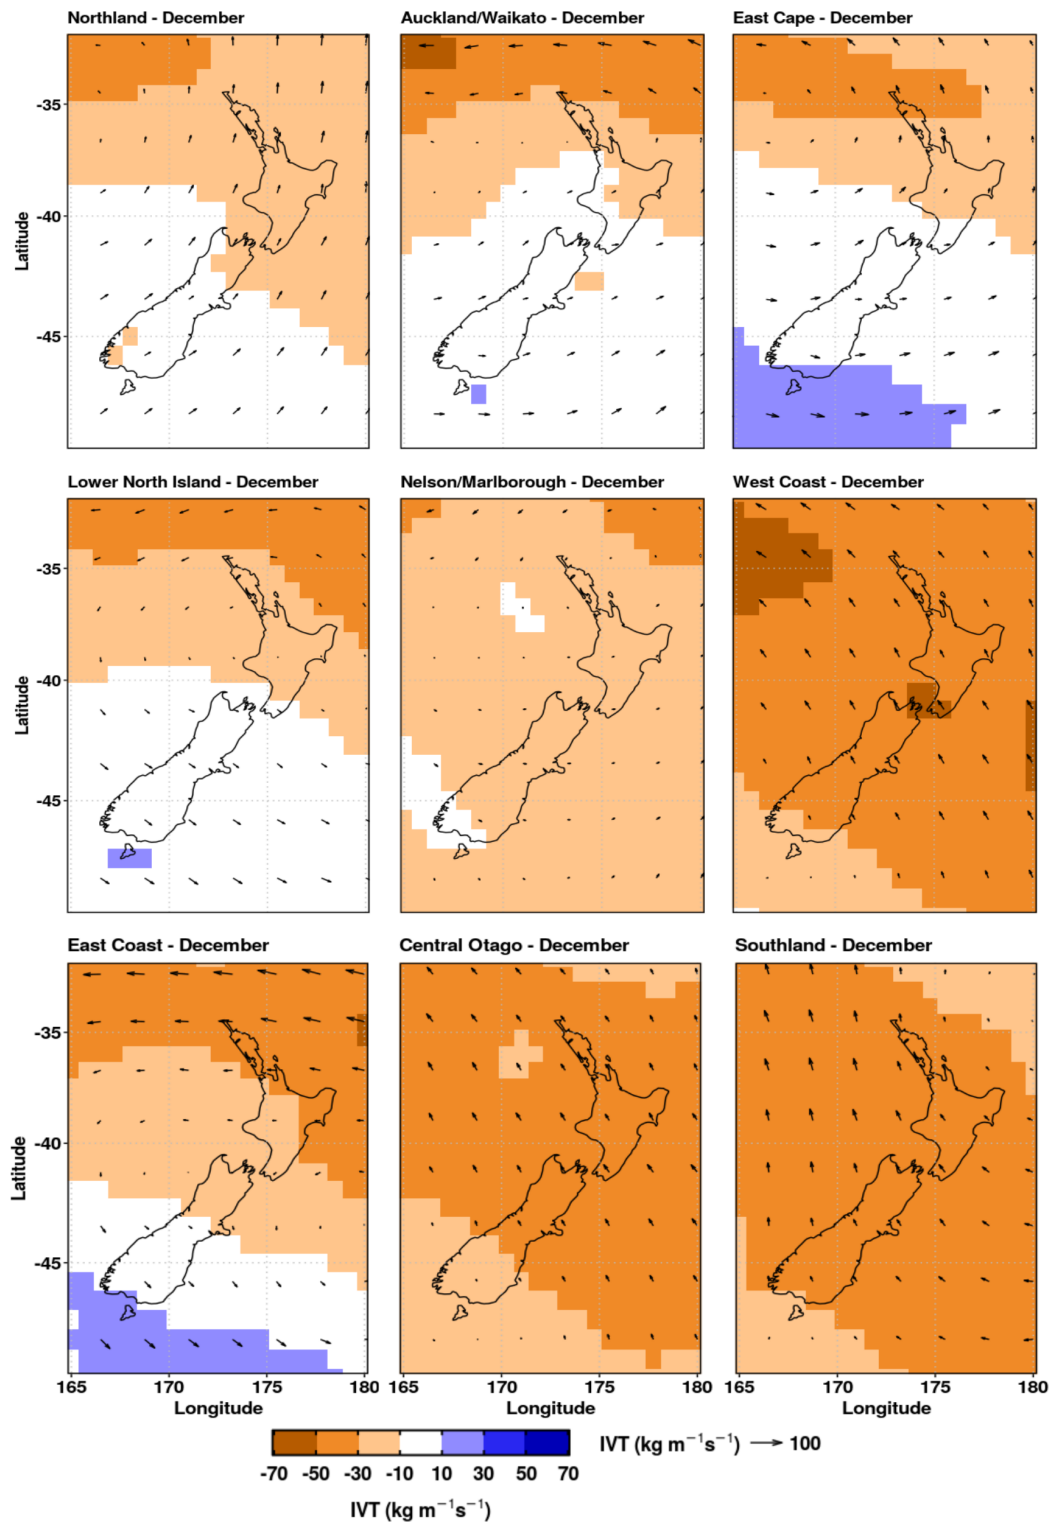 Northland - December
Auckland/Waikato - December
East Cape - December
-35
-40
-45
Latitude
Lower North Island - December
Nelson/Marlborough - December
West Coast - December
-35
-40
-45
Latitude
East Coast - December
Central Otago - December
Southland - December
-35
-40
-45
Latitude
165 170 175 180
165 170 175 180
165 170 175 180
Longitude
Longitude
Longitude
-70 -50 -30 -10 10 30 50 70
IVT (kg m⁻¹s⁻¹)
IVT (kg m⁻¹s⁻¹) → 100